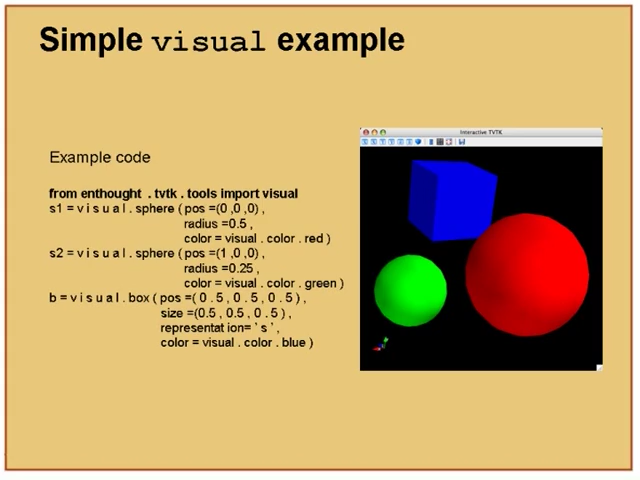 Simple visual example
Interactive TVTK
Example code
from enthought . tvtk . tools import visual
s1 = v i s u a l . sphere ( pos =(0 ,0 ,0) ,
radius =0.5 ,
color = visual . color . red )
s2 = v i s u a l . sphere ( pos =(1 ,0 ,0) ,
radius =0.25 ,
color = visual . color . green )
b = v i s u a l . box ( pos =( 0 . 5 , 0 . 5 , 0 . 5 ) ,
size =(0.5 , 0.5 , 0 . 5 ) ,
representat ion= ' s ' ,
color = visual . color . blue )